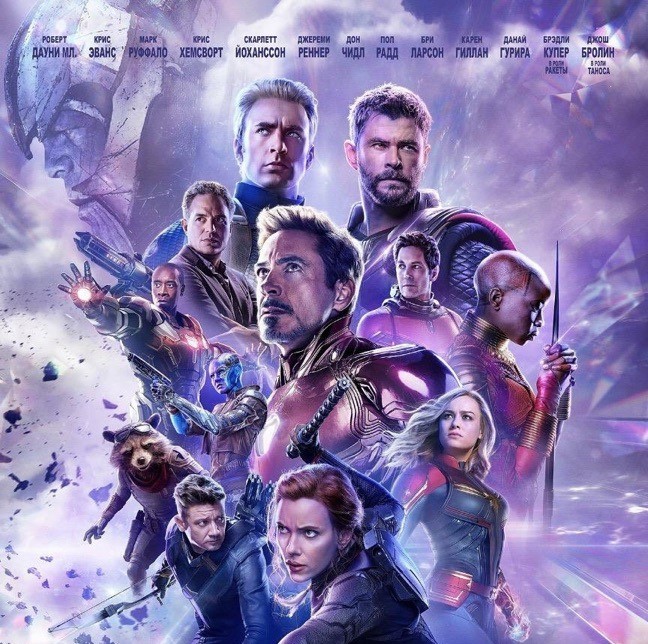 РОБЕРТ КРИС МАРК КРИС СКАРЛЕТТ ДЖЕРЕМИ ДОН ПОЛ БРИ КАРЕН ДАНАЙ БРЭДЛИ ДЖОШ
ДАУНИ МЛ. ЭВАНС РУФФАЛО ХЕМСВОРТ ЙОХАНССОН РЕННЕР ЧИДЛ РАДД ЛАРСОН ГИЛЛАН ГУРИРА КУПЕР БРОЛИН
В РОЛИ В РОЛИ
РАКЕТЫ ТАНОСА